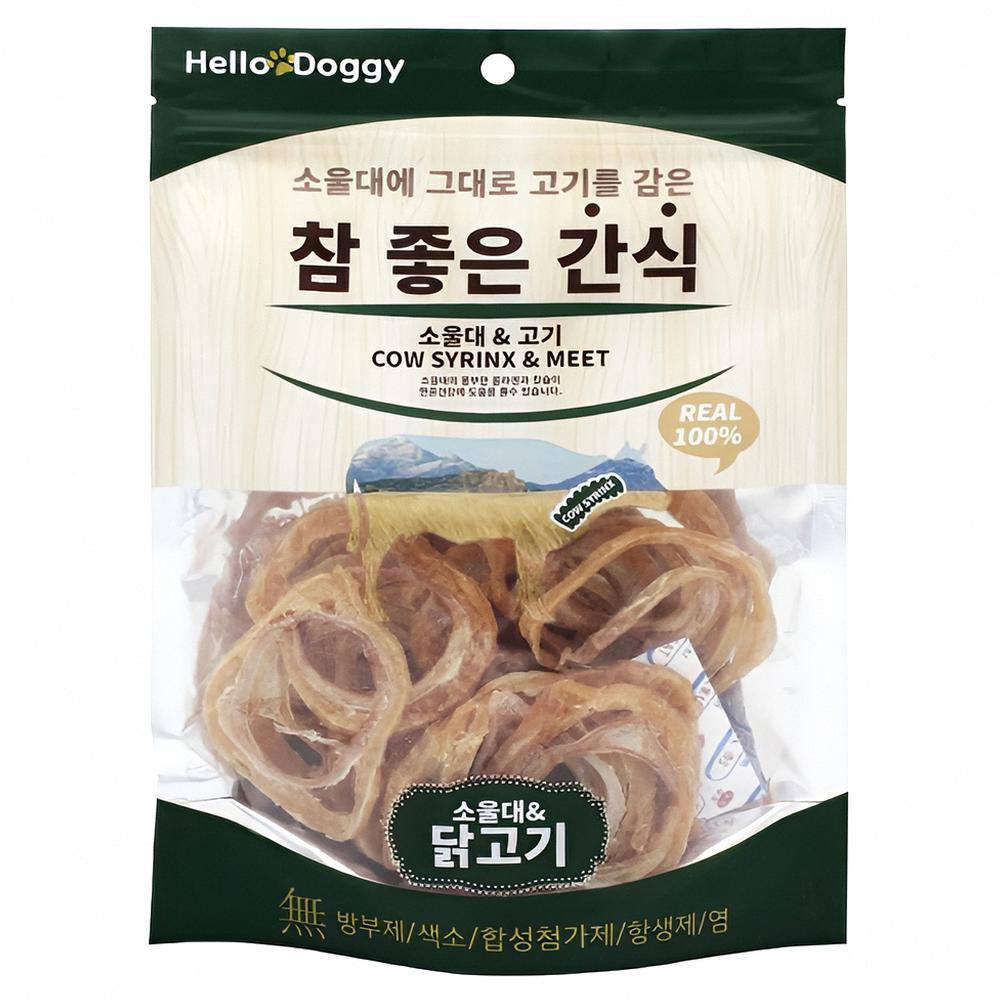 Hello Doggy
소울대에 그대로 고기를 감은
참 좋은 간식
소울대 & 고기
COW SYRINX & MEET
REAL
100%
소울대&
닭고기
無 방부제/색소/합성첨가제/항생제/염